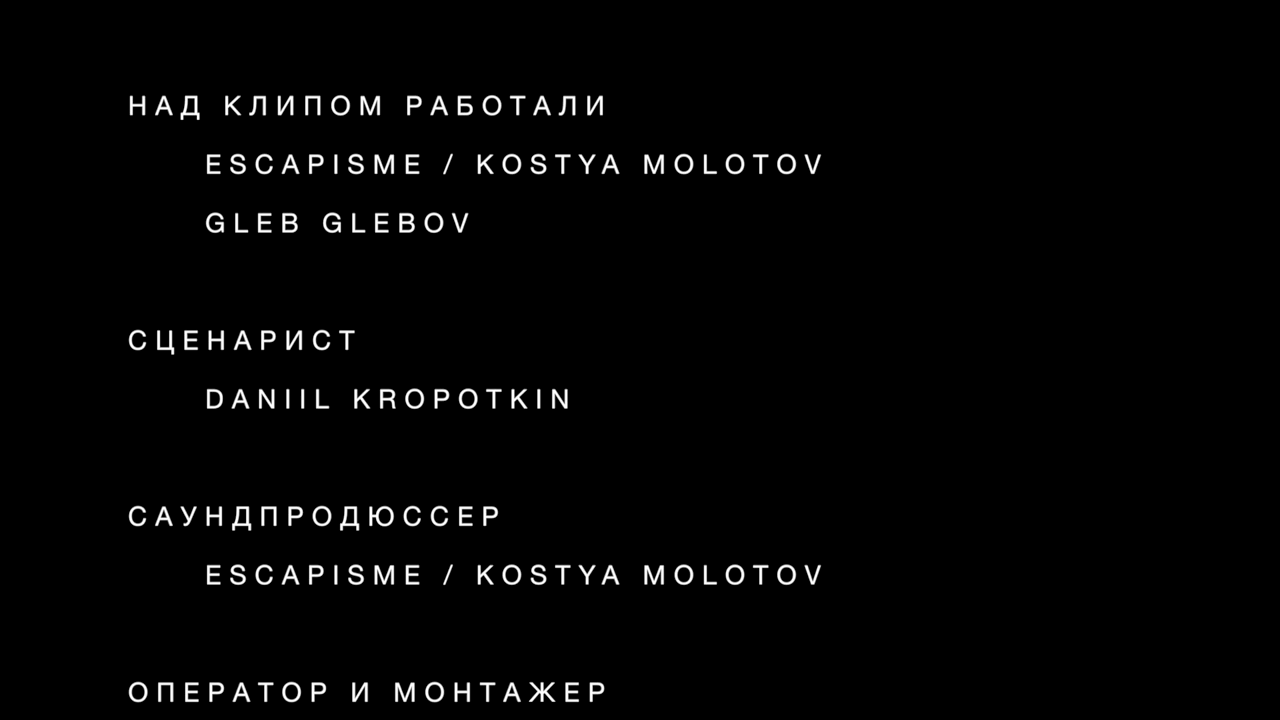 НАД КЛИПОМ РАБОТАЛИ
ESCAPISME / KOSTYA MOLOTOV
GLEB GLEBOV
СЦЕНАРИСТ
DANIIL KROPOTKIN
САУНДПРОДЮССЕР
ESCAPISME / KOSTYA MOLOTOV
ОПЕРАТОР И МОНТАЖЕР